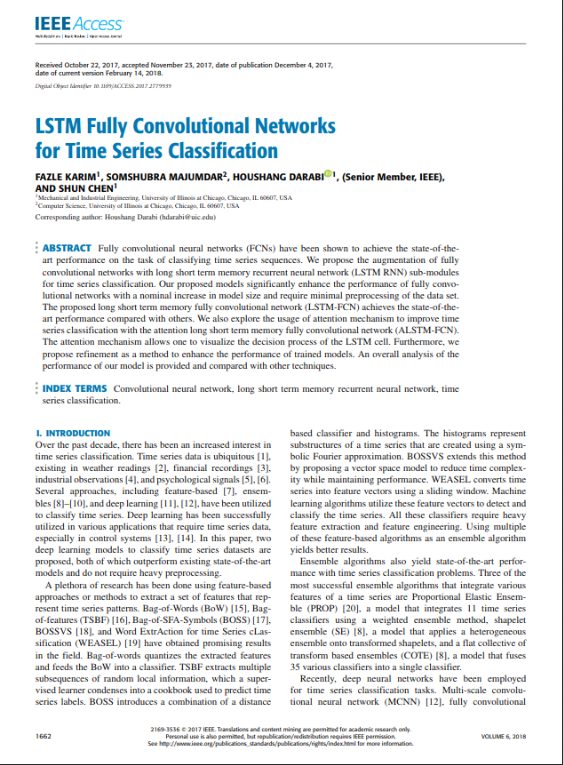 IEEE Access
Received October 22, 2017, accepted November 23, 2017, date of publication December 4, 2017,
date of current version February 14, 2018.
Digital Object Identifier 10.1109/ACCESS.2017.2779939
LSTM Fully Convolutional Networks
for Time Series Classification
FAZLE KARIM1, SOMSHUBRA MAJUMDAR2, HOUSHANG DARABI1, (Senior Member, IEEE),
AND SHUN CHEN1
1Mechanical and Industrial Engineering, University of Illinois at Chicago, Chicago, IL 60607, USA
2Computer Science, University of Illinois at Chicago, Chicago, IL 60607, USA
Corresponding author: Houshang Darabi (hdarabi@uic.edu)
ABSTRACT Fully convolutional neural networks (FCNs) have been shown to achieve the state-of-the-
art performance on the task of classifying time series sequences. We propose the augmentation of fully
convolutional networks with long short term memory recurrent neural network (LSTM RNN) sub-modules
for time series classification. Our proposed models significantly enhance the performance of fully convo-
lutional networks with a nominal increase in model size and require minimal preprocessing of the data set.
The proposed long short term memory fully convolutional network (LSTM-FCN) achieves the state-of-the-
art performance compared with others. We also explore the usage of attention mechanism to improve time
series classification with the attention long short term memory fully convolutional network (ALSTM-FCN).
The attention mechanism allows one to visualize the decision process of the LSTM cell. Furthermore, we
propose refinement as a method to enhance the performance of trained models. An overall analysis of the
performance of our model is provided and compared with other techniques.
INDEX TERMS Convolutional neural network, long short term memory recurrent neural network, time
series classification.
I. INTRODUCTION
Over the past decade, there has been an increased interest in
time series classification. Time series data is ubiquitous [1],
existing in weather readings [2], financial recordings [3],
industrial observations [4], and psychological signals [5], [6].
Several approaches, including feature-based [7], ensem-
bles [8]–[10], and deep learning [11], [12], have been utilized
to classify time series. Deep learning has been successfully
utilized in various applications that require time series data,
especially in control systems [13], [14]. In this paper, two
deep learning models to classify time series datasets are
proposed, both of which outperform existing state-of-the-art
models and do not require heavy preprocessing.
A plethora of research has been done using feature-based
approaches or methods to extract a set of features that rep-
resent time series patterns. Bag-of-Words (BoW) [15], Bag-
of-features (TSBF) [16], Bag-of-SFA-Symbols (BOSS) [17],
BOSSVS [18], and Word ExtrAction for time Series cLas-
sification (WEASEL) [19] have obtained promising results
in the field. Bag-of-words quantizes the extracted features
and feeds the BoW into a classifier. TSBF extracts multiple
subsequences of random local information, which a super-
vised learner condenses into a cookbook used to predict time
series labels. BOSS introduces a combination of a distance
based classifier and histograms. The histograms represent
substructures of a time series that are created using a sym-
bolic Fourier approximation. BOSSVS extends this method
by proposing a vector space model to reduce time complex-
ity while maintaining performance. WEASEL converts time
series into feature vectors using a sliding window. Machine
learning algorithms utilize these feature vectors to detect and
classify the time series. All these classifiers require heavy
feature extraction and feature engineering. Using multiple
of these feature-based algorithms as an ensemble algorithm
yields better results.
Ensemble algorithms also yield state-of-the-art perfor-
mance with time series classification problems. Three of the
most successful ensemble algorithms that integrate various
features of a time series are Proportional Elastic Ensem-
ble (PROP) [20], a model that integrates 11 time series
classifiers using a weighted ensemble method, shapelet
ensemble (SE) [8], a model that applies a heterogeneous
ensemble onto transformed shapelets, and a flat collective of
transform based ensembles (COTE) [8], a model that fuses
35 various classifiers into a single classifier.
Recently, deep neural networks have been employed
for time series classification tasks. Multi-scale convolu-
tional neural network (MCNN) [12], fully convolutional
1662
2169-3536 © 2017 IEEE. Translations and content mining are permitted for academic research only.
Personal use is also permitted, but republication/redistribution requires IEEE permission.
See http://www.ieee.org/publications_standards/publications/rights/index.html for more information.
VOLUME 6, 2018